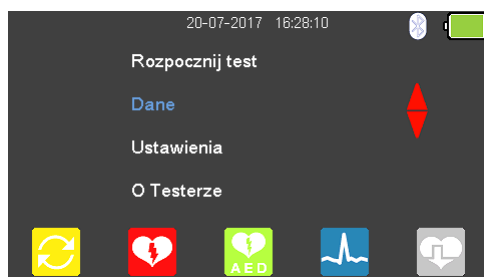 20-07-2017 16:28:10
Rozpocznij test
Dane
Ustawienia
O Testerze
AED